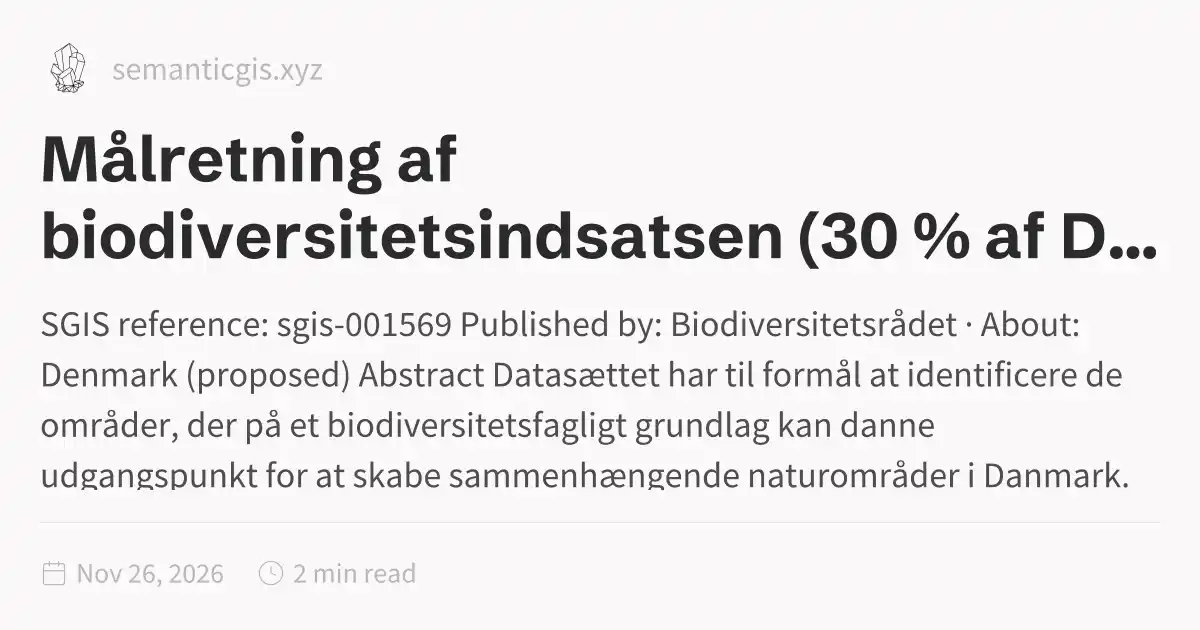 semanticgis.xyz
Målretning af
biodiversitetsindsatsen (30 % af D...
SGIS reference: sgis-001569 Published by: Biodiversitetsrådet · About:
Denmark (proposed) Abstract Datasættet har til formål at identificere de
områder, der på et biodiversitetsfagligt grundlag kan danne
udgangspunkt for at skabe sammenhængende naturområder i Danmark.
Nov 26, 2026 2 min read